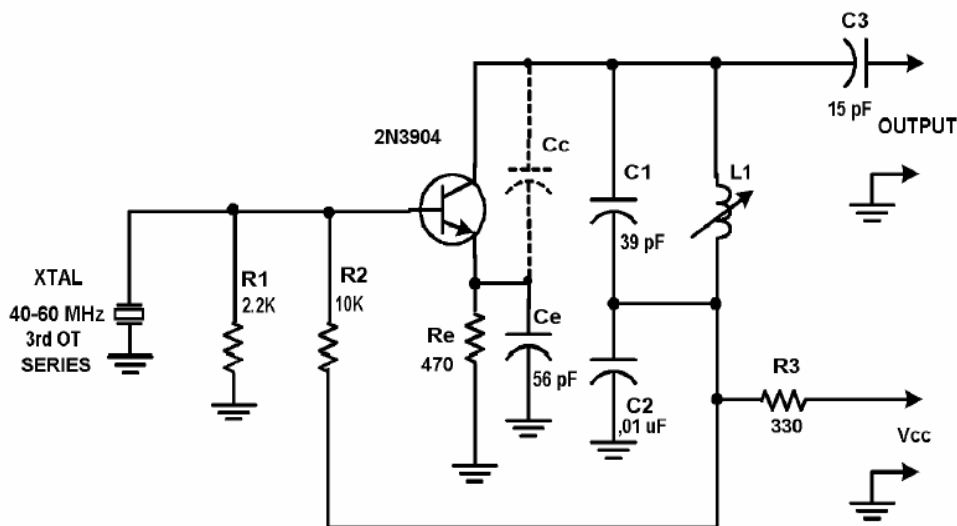 C3
15 pF
OUTPUT
2N3904
Cc
C1
39 pF
L1
XTAL
40-60 MHz
3rd OT
SERIES
R1
2.2K
R2
10K
Re
470
Ce
56 pF
C2
,01 uF
R3
330
Vcc